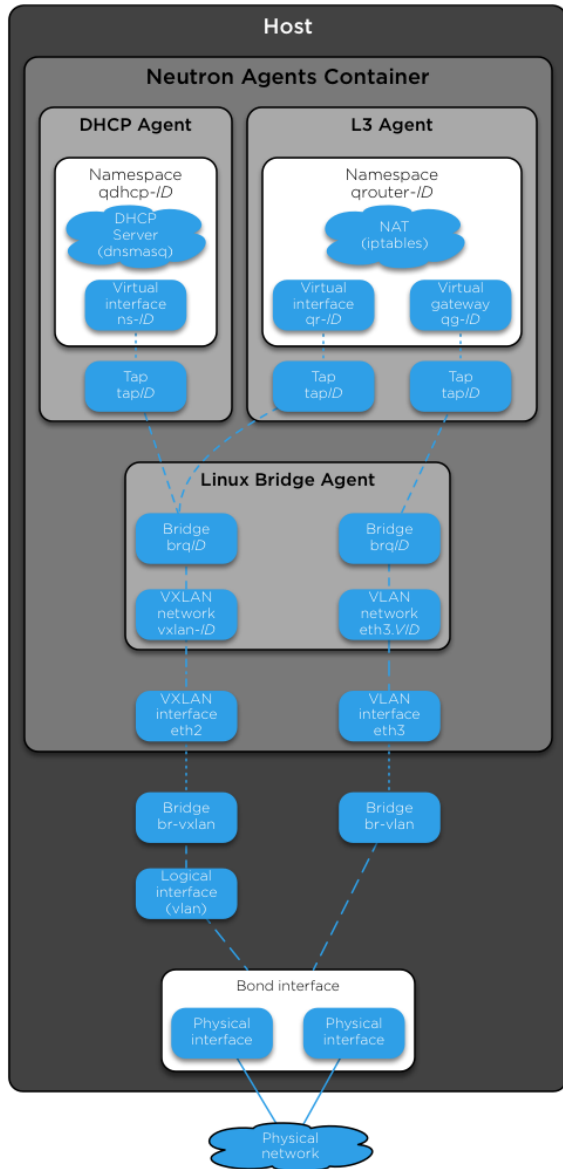 Host
Neutron Agents Container
DHCP Agent
Namespace
qdhcp-ID
DHCP
Server
(dnsmasq)
Virtual
interface
ns-ID
Tap
tapID
L3 Agent
Namespace
qrouter-ID
NAT
(iptables)
Virtual
interface
qr-ID
Virtual
gateway
qg-ID
Tap
tapID
Tap
tapID
Linux Bridge Agent
Bridge
brqID
Bridge
brqID
VXLAN
network
vxlan-ID
VLAN
network
eth3.VID
VXLAN
interface
eth2
VLAN
interface
eth3
Bridge
br-vxlan
Bridge
br-vlan
Logical
interface
(vlan)
Bond interface
Physical
interface
Physical
interface
Physical
network